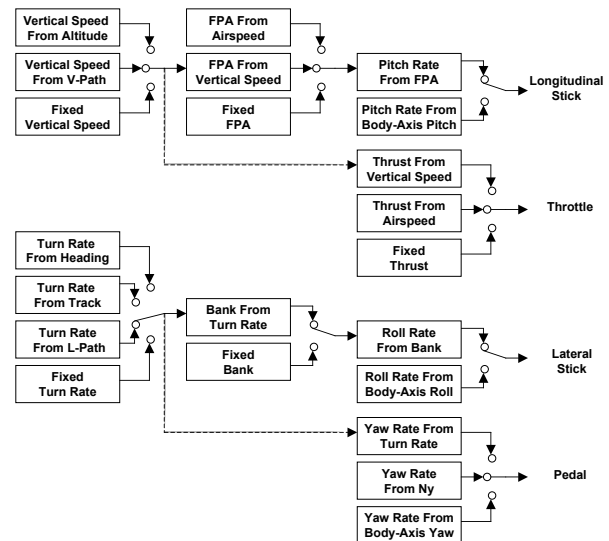 Vertical Speed
From Altitude
Vertical Speed
From V-Path
Fixed
Vertical Speed
FPA From
Airspeed
FPA From
Vertical Speed
Fixed
FPA
Pitch Rate
From FPA
Pitch Rate From
Body-Axis Pitch
Longitudinal
Stick
Thrust From
Vertical Speed
Thrust From
Airspeed
Fixed
Thrust
Throttle
Turn Rate
From Heading
Turn Rate
From Track
Turn Rate
From L-Path
Fixed
Turn Rate
Bank From
Turn Rate
Fixed
Bank
Roll Rate
From Bank
Roll Rate From
Body-Axis Roll
Lateral
Stick
Yaw Rate From
Turn Rate
Yaw Rate
From Ny
Yaw Rate From
Body-Axis Yaw
Pedal